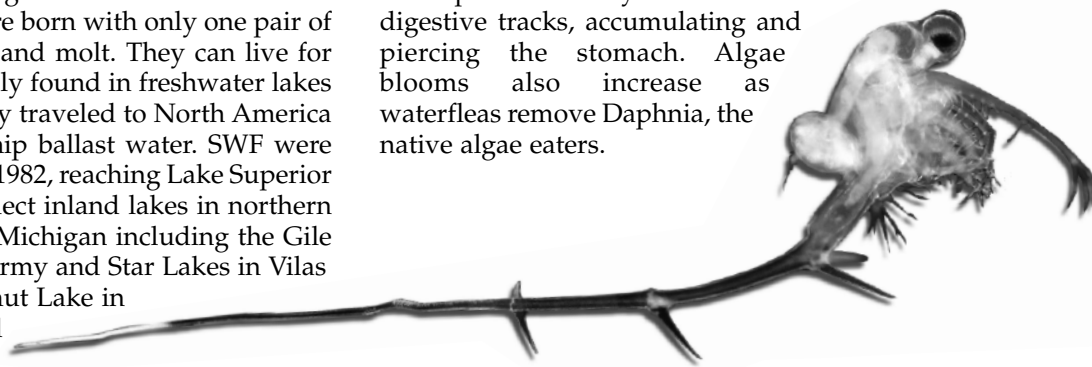 re born with only one pair of
and molt. They can live for
ly found in freshwater lakes
y traveled to North America
ip ballast water. SWF were
1982, reaching Lake Superior
lect inland lakes in northern
Michigan including the Gile
rmy and Star Lakes in Vilas
ut Lake in
digestive tracks, accumulating and
piercing the stomach. Algae
blooms also increase as
waterfleas remove Daphnia, the
native algae eaters.